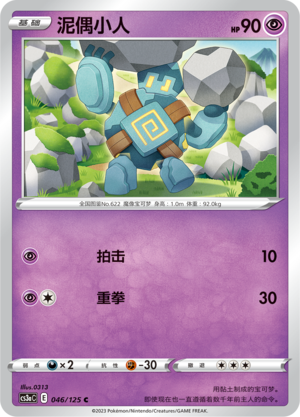 基础 泥偶小人 HP90
全国图鉴No.622 魔像宝可梦 身高：1.0m 体重：92.0kg
拍击 10
重拳 30
Illus.0313
弱点 ×2 抵抗力 -30 撤退
CS3aC E 046/125 C
用黏土制成的宝可梦。
即使现在也一直遵循着数千年前主人的命令。
©2023 Pokémon/Nintendo/Creatures/GAME FREAK.